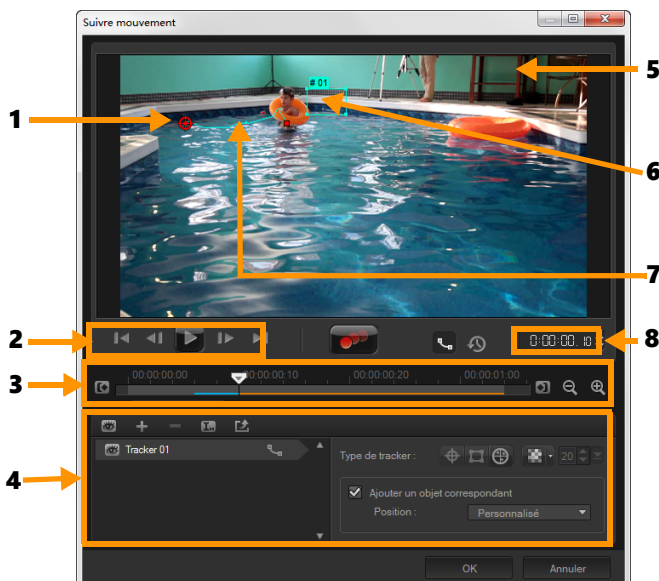 Suivre mouvement
# 01
1
5
6
7
2
8
0:00:00. 10
3
00:00:00:00
00:00:00:10
00:00:00:20
00:00:01:00
4
Tracker 01
Type de tracker :
20
Ajouter un objet correspondant
Position :
Personnalisé
OK
Annuler